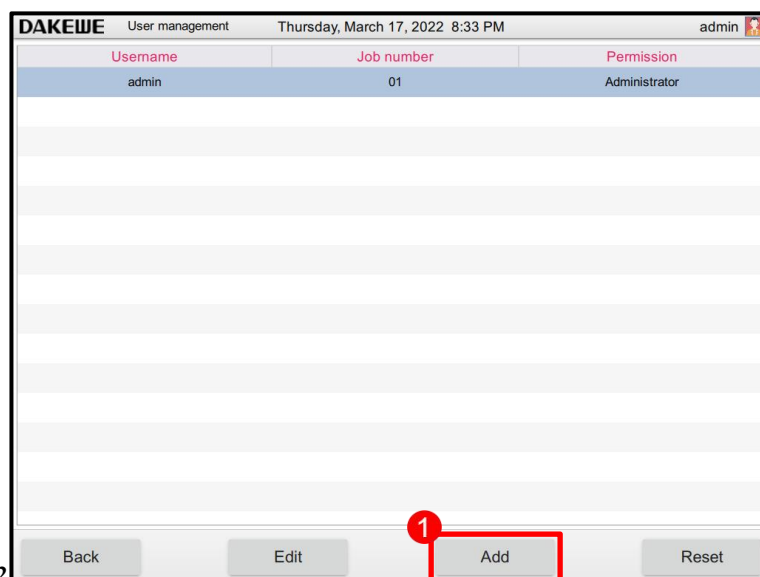 DAKEWE User management Thursday, March 17, 2022 8:33 PM admin
Username Job number Permission
admin 01 Administrator
1
Back Edit Add Reset